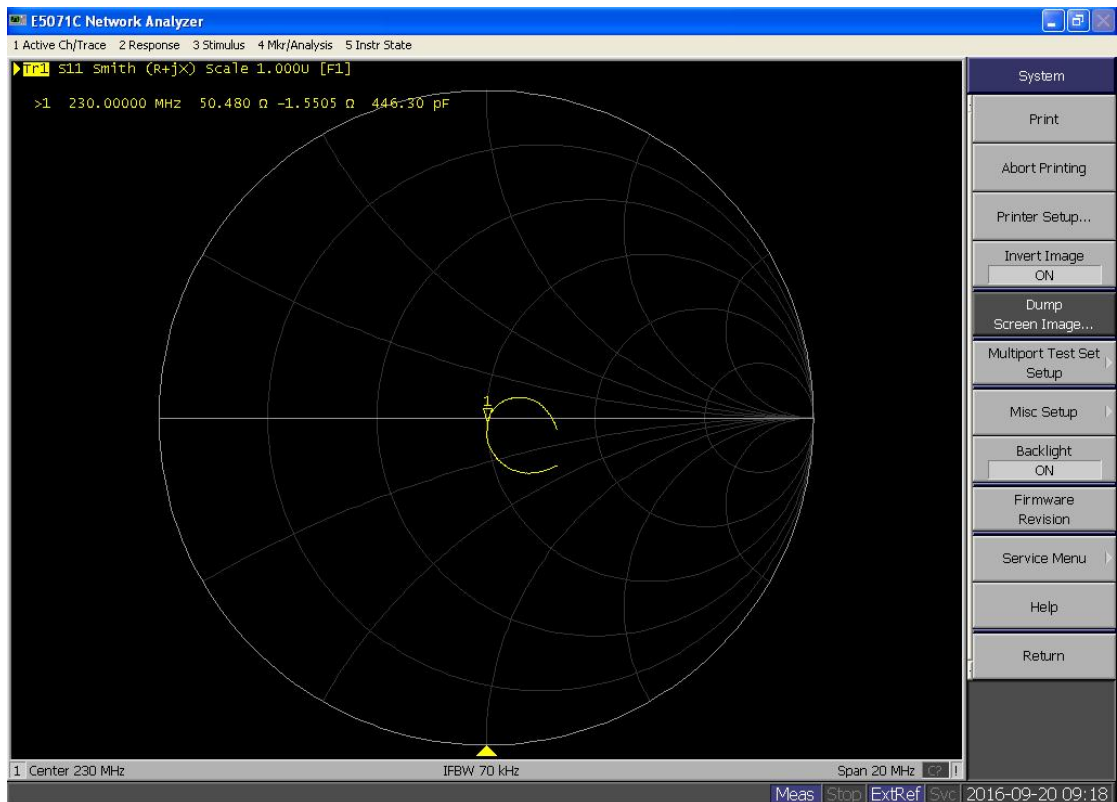 E5071C Network Analyzer
1 Active Ch/Trace 2 Response 3 Stimulus 4 Mkr/Analysis 5 Instr State
Tr1 S11 Smith (R+jX) Scale 1.000U [F1]
>1 230.00000 MHz 50.480 Ω -1.5505 Ω 446.30 pF
1
System
Print
Abort Printing
Printer Setup...
Invert Image
ON
Dump
Screen Image...
Multiport Test Set
Setup
Misc Setup
Backlight
ON
Firmware
Revision
Service Menu
Help
Return
1 Center 230 MHz IFBW 70 kHz Span 20 MHz C? !
Meas Stop ExtRef Svc 2016-09-20 09:18